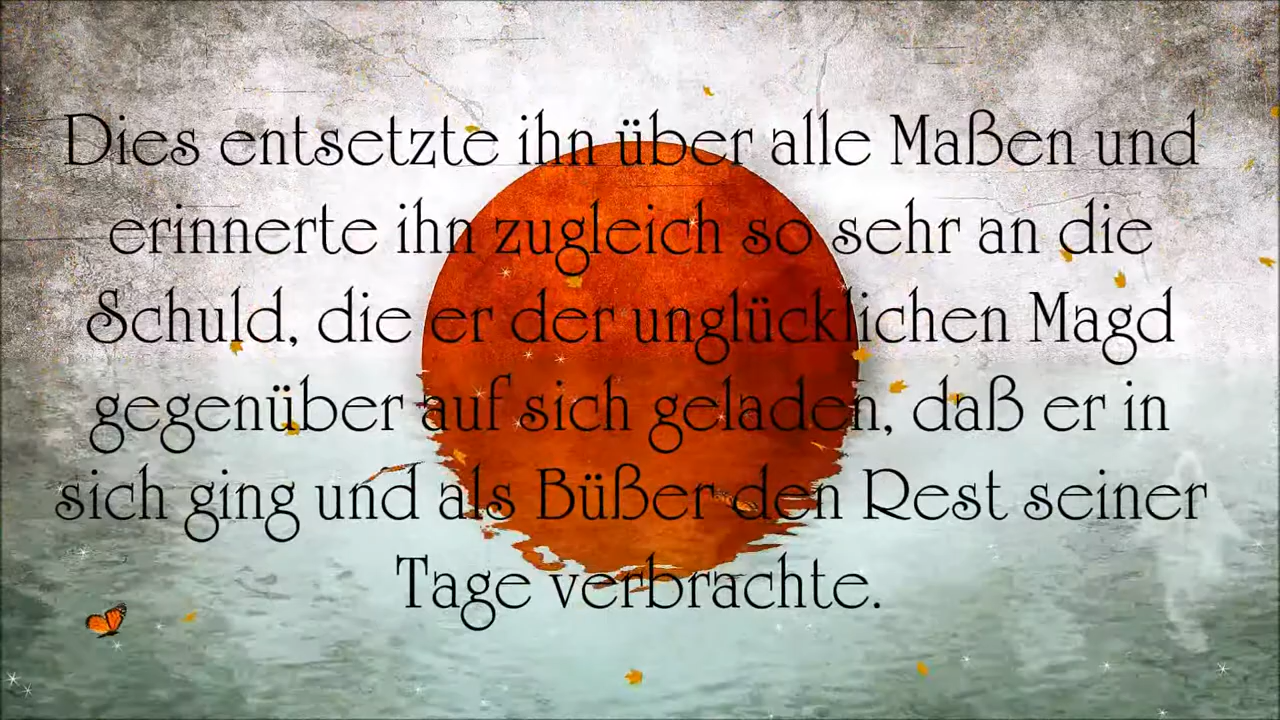 Dies entsetzte ihn über alle Maßen und
erinnerte ihn zugleich so sehr an die
Schuld, die er der unglücklichen Magd
gegenüber auf sich geladen, daß er in
sich ging und als Büßer den Rest seiner
Tage verbrachte.